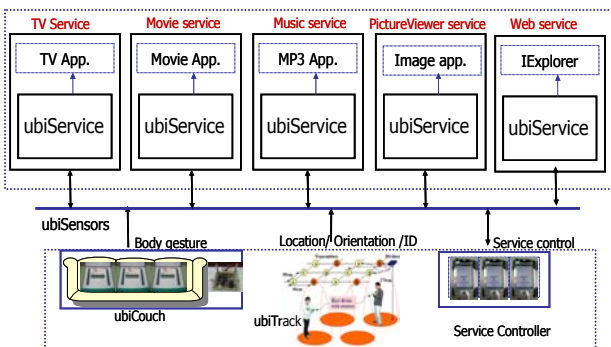 TV Service
Movie service
Music service
PictureViewer service
Web service
TV App.
Movie App.
MP3 App.
Image app.
IExplorer
ubiService
ubiService
ubiService
ubiService
ubiService
ubiSensors
Body gesture
Location/ Orientation /ID
Service control
ubiCouch
ubiTrack
Service Controller